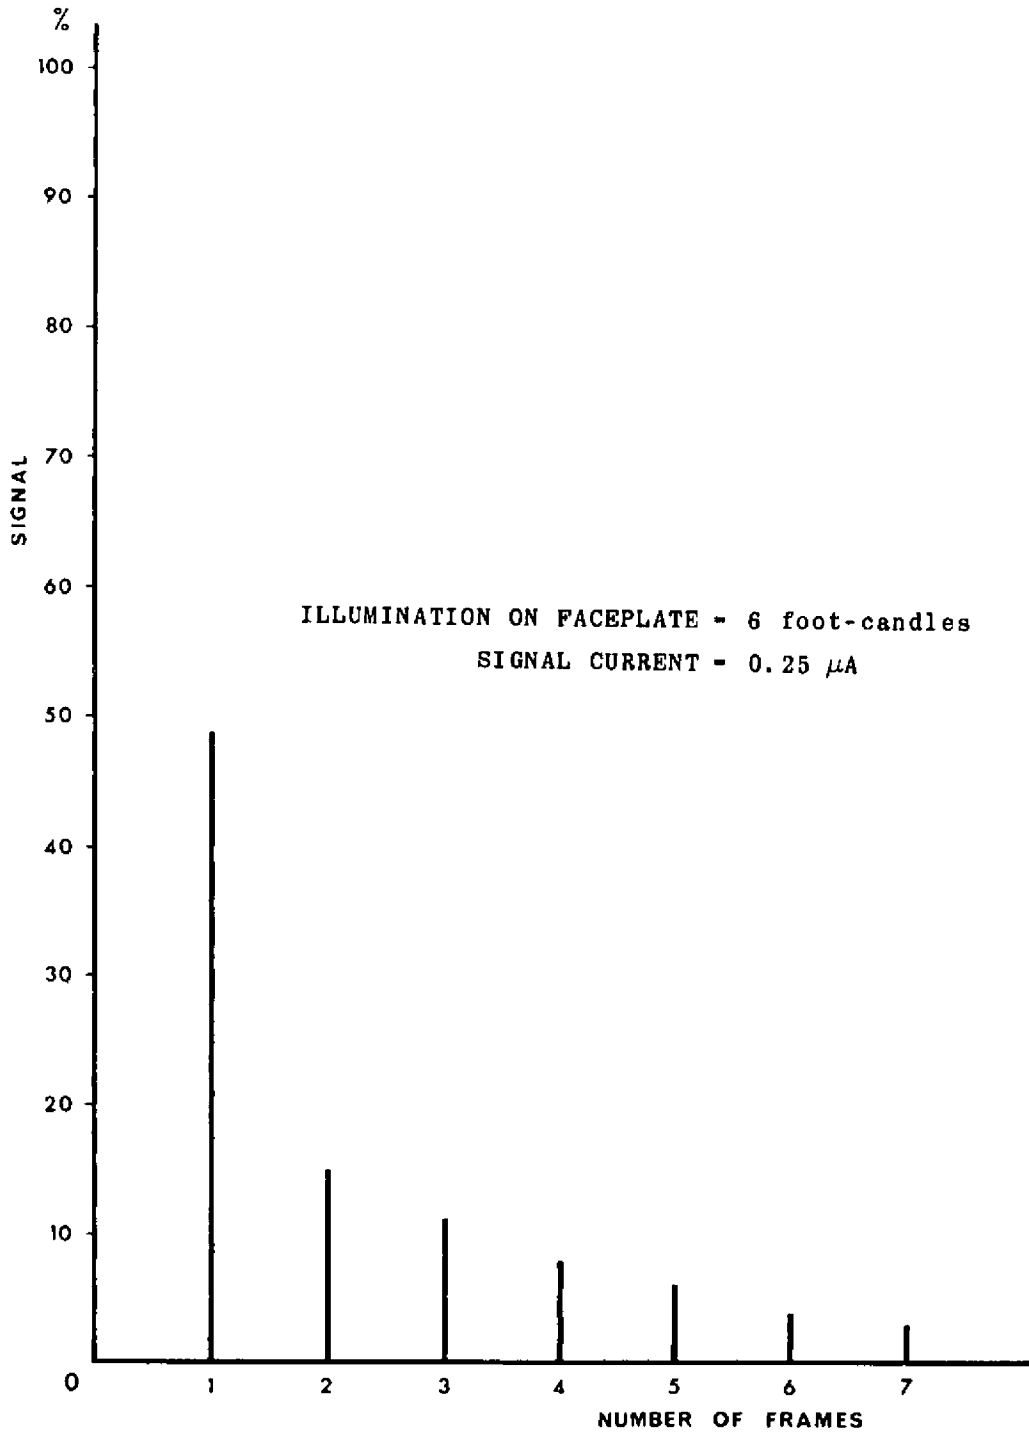 %
100
90
80
70
60
50
40
30
20
10
0
SIGNAL
ILLUMINATION ON FACEPLATE = 6 foot-candles
SIGNAL CURRENT = 0.25 μA
1 2 3 4 5 6 7
NUMBER OF FRAMES